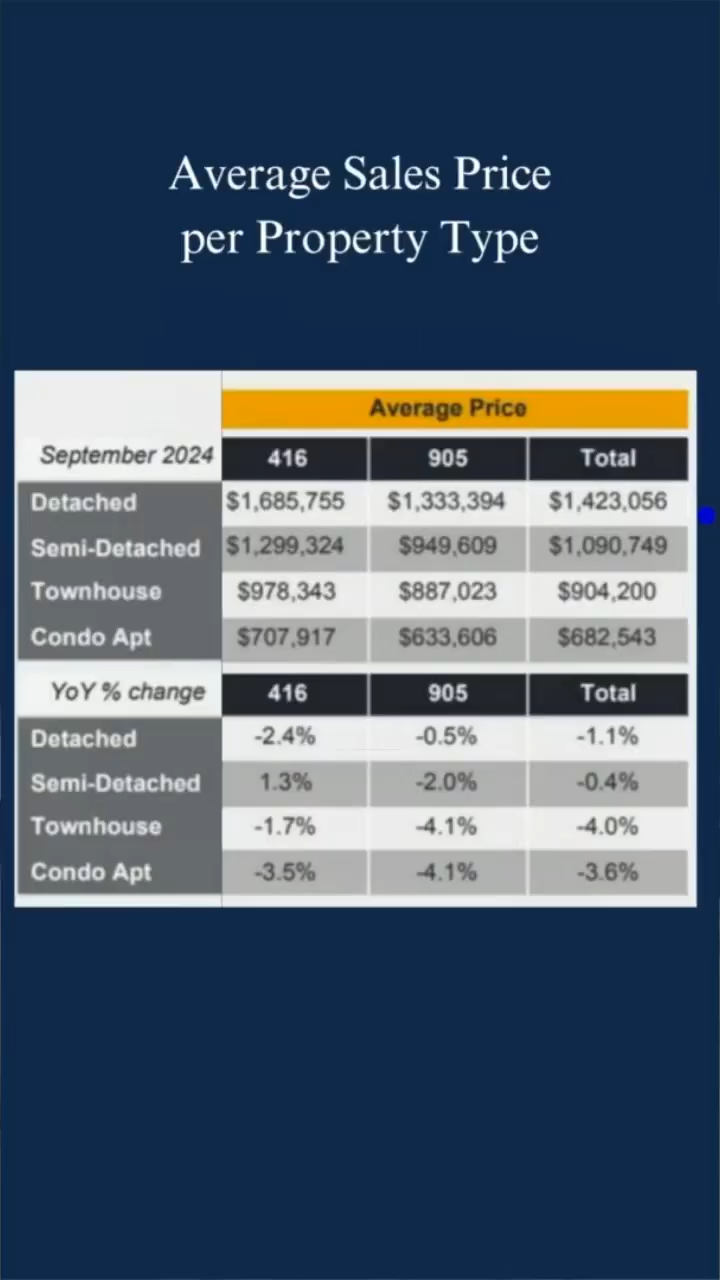 Average Sales Price
per Property Type
Average Price
September 2024 416 905 Total
Detached $1,685,755 $1,333,394 $1,423,056
Semi-Detached $1,299,324 $949,609 $1,090,749
Townhouse $978,343 $887,023 $904,200
Condo Apt $707,917 $633,606 $682,543
YoY % change 416 905 Total
Detached -2.4% -0.5% -1.1%
Semi-Detached 1.3% -2.0% -0.4%
Townhouse -1.7% -4.1% -4.0%
Condo Apt -3.5% -4.1% -3.6%